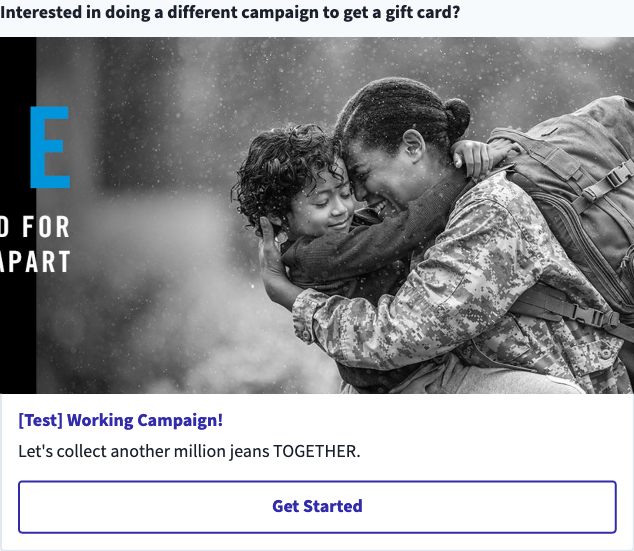 Interested in doing a different campaign to get a gift card?
E
D FOR
APART
[Test] Working Campaign!
Let's collect another million jeans TOGETHER.
Get Started